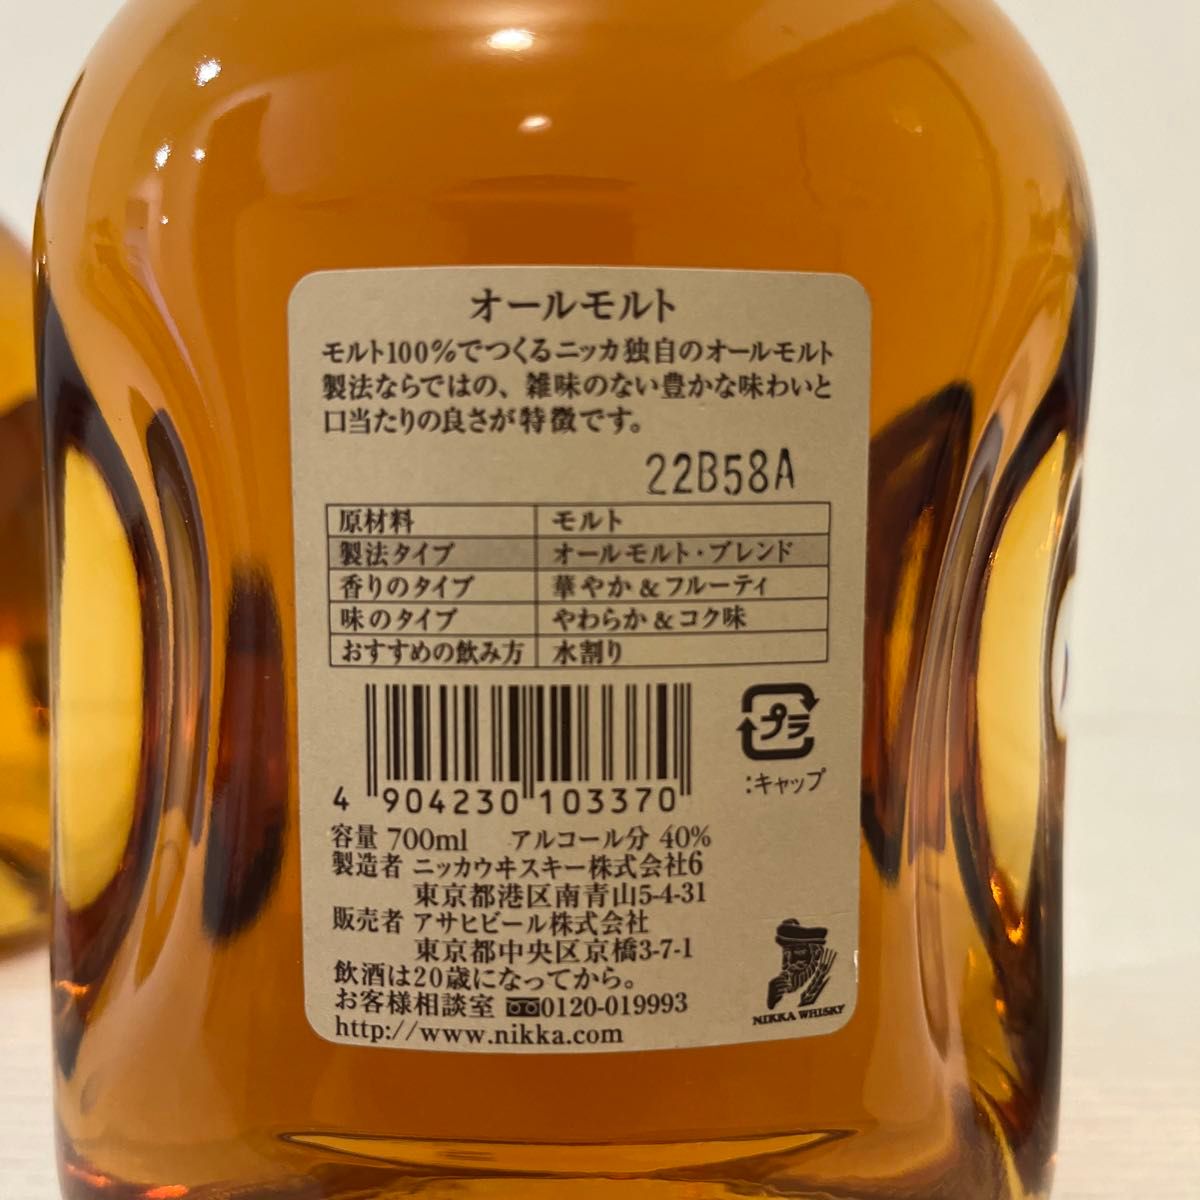 オールモルト
モルト100%でつくるニッカ独自のオールモルト
製法ならではの、雑味のない豊かな味わいと
口当たりの良さが特徴です。
22B58A
原材料 モルト
製法タイプ オールモルト・ブレンド
香りのタイプ 華やか&フルーティ
味のタイプ やわらか&コク味
おすすめの飲み方 水割り
プラ
:キャップ
4 904230 103370
容量 700ml アルコール分 40%
製造者 ニッカウヰスキー株式会社6
東京都港区南青山5-4-31
販売者 アサヒビール株式会社
東京都中央区京橋3-7-1
飲酒は20歳になってから。
お客様相談室 0120-019993
http://www.nikka.com
NIKKA WHISKY